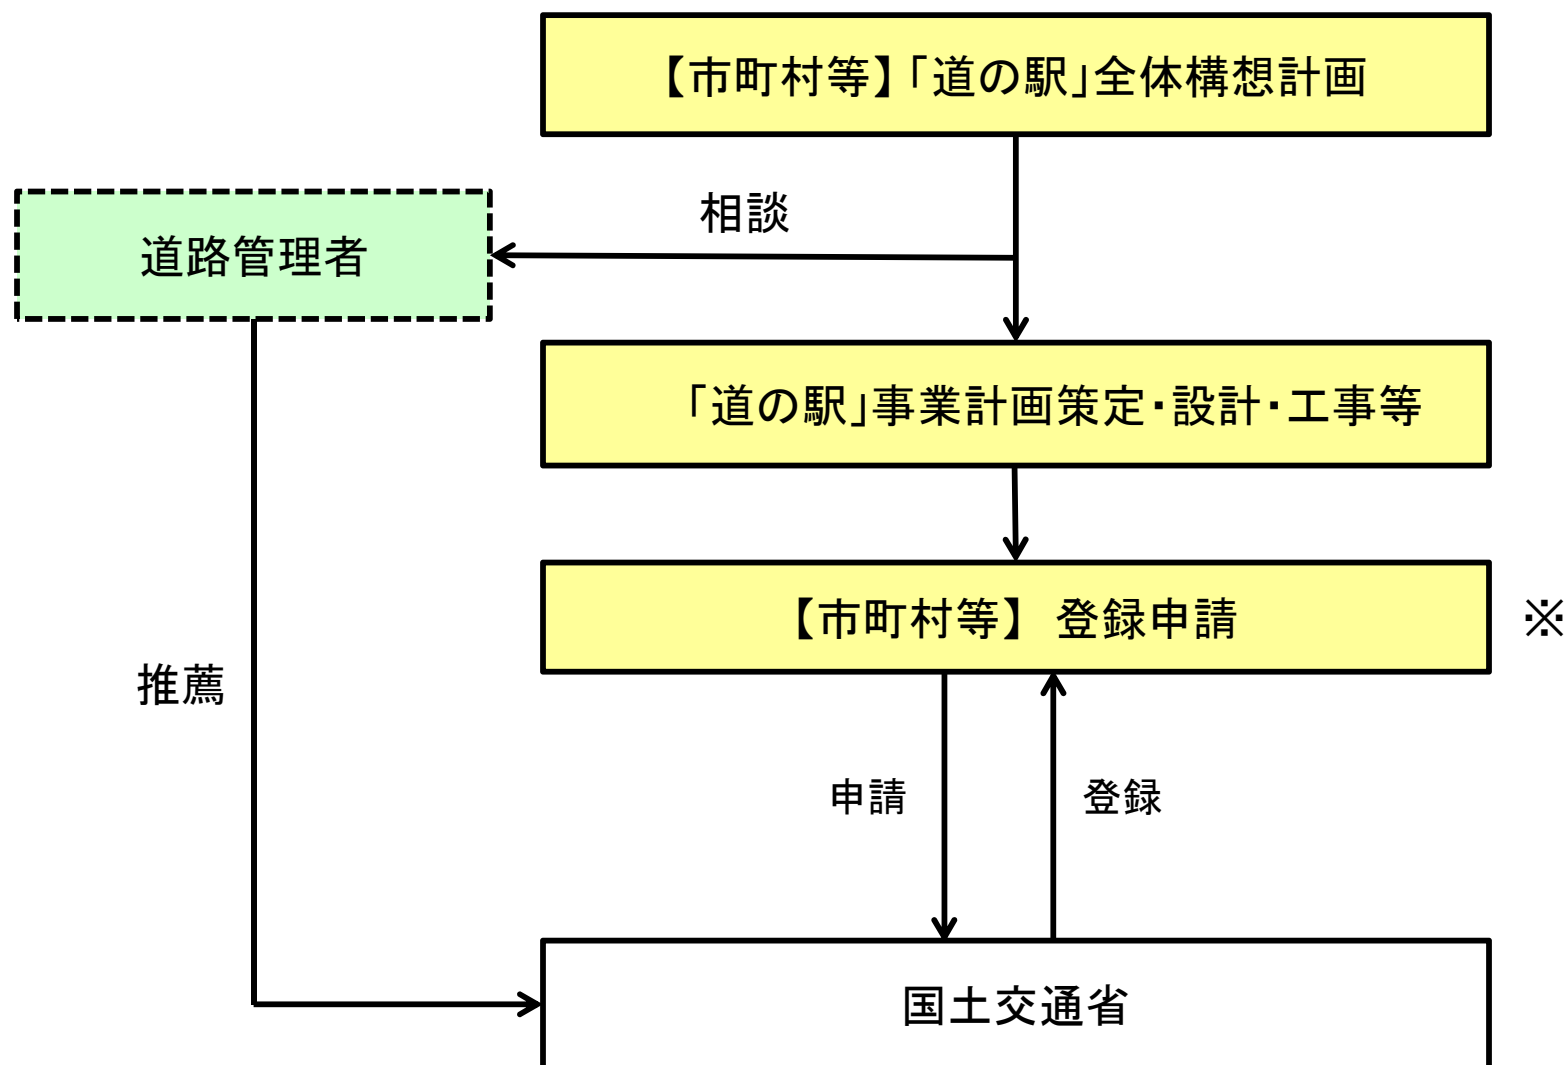 【市町村等】「道の駅」全体構想計画
相談
道路管理者
「道の駅」事業計画策定・設計・工事等
【市町村等】 登録申請
※
推薦
申請
登録
国土交通省